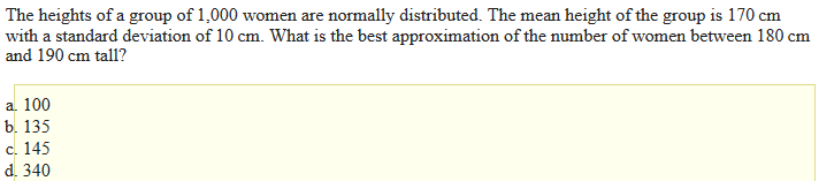 The heights of a group of 1,000 women are normally distributed. The mean height of the group is 170 cm
with a standard deviation of 10 cm. What is the best approximation of the number of women between 180 cm
and 190 cm tall?
a. 100
b. 135
c. 145
d. 340